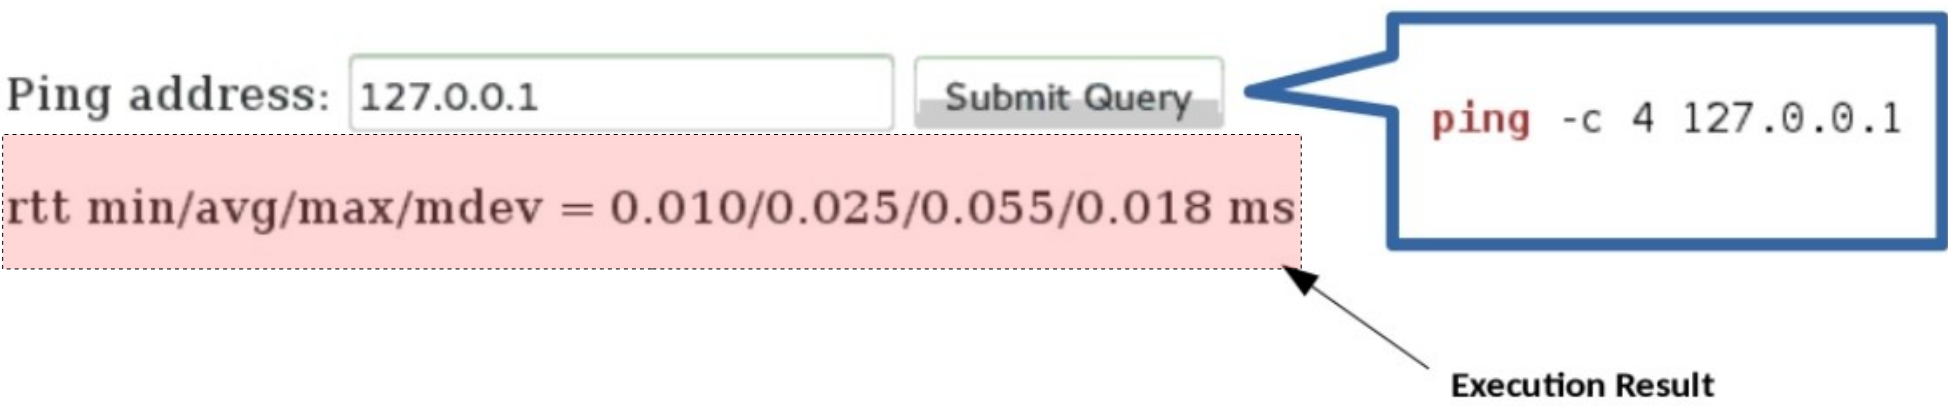 Ping address: 127.0.0.1 Submit Query
ping -c 4 127.0.0.1
rtt min/avg/max/mdev = 0.010/0.025/0.055/0.018 ms
Execution Result